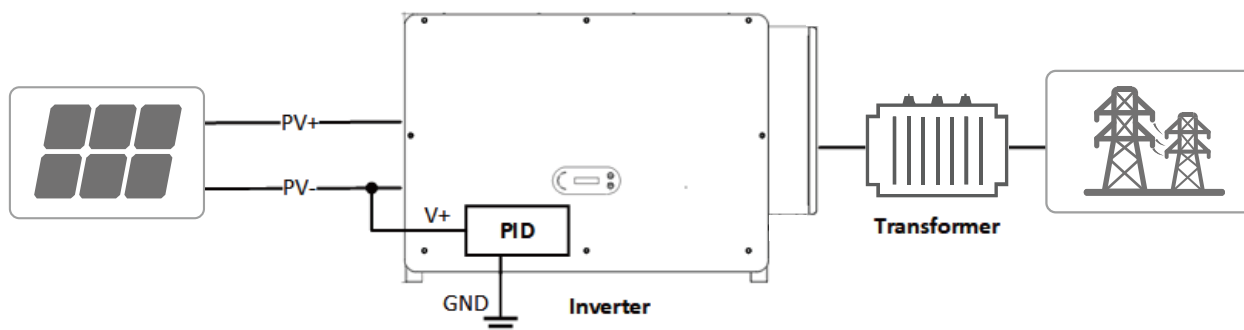 PV+
PV-
V+
PID
GND
Inverter
Transformer